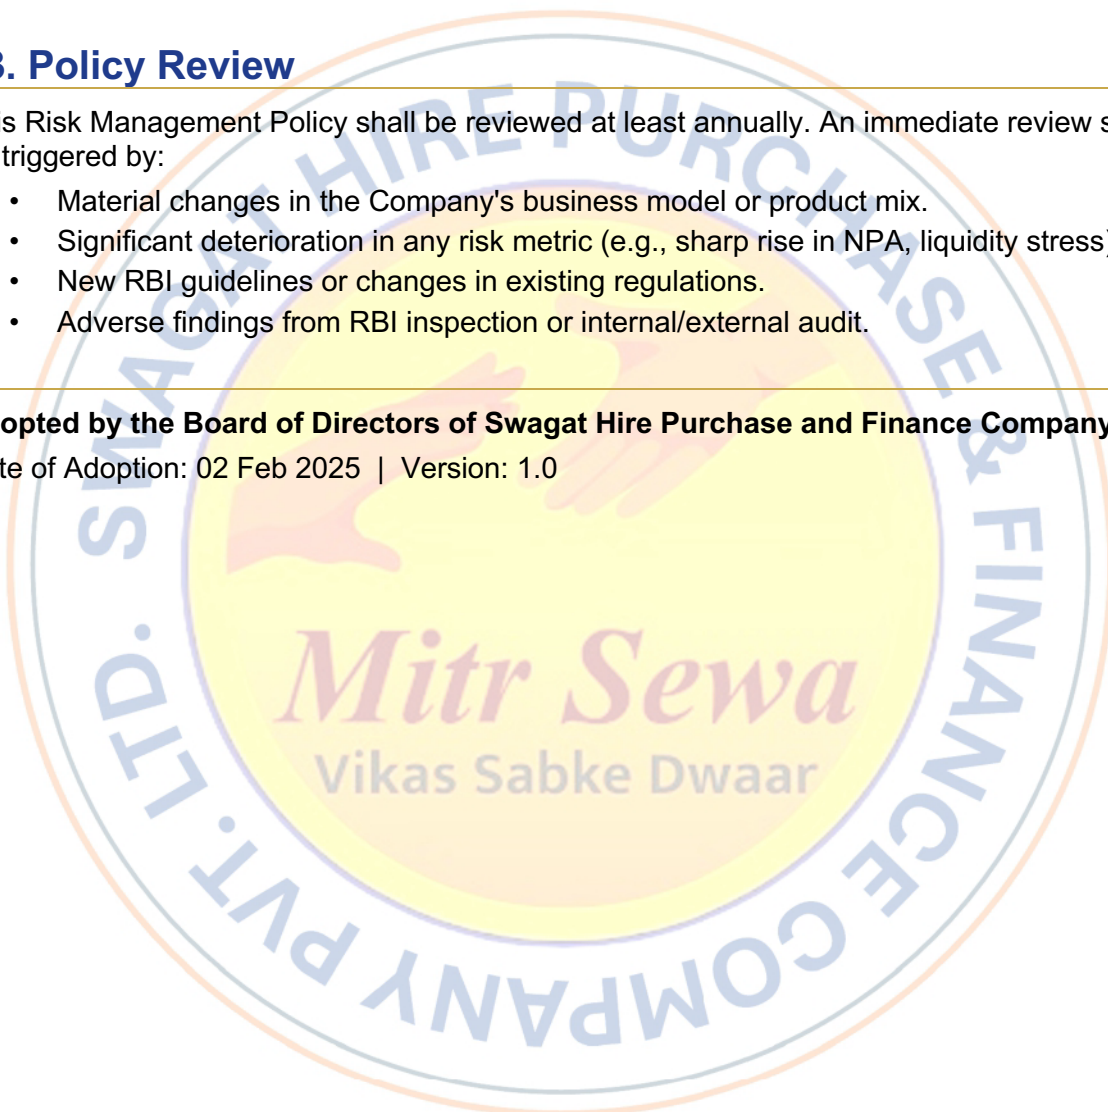 3. Policy Review
is Risk Management Policy shall be reviewed at least annually. An immediate review s
triggered by:
• Material changes in the Company's business model or product mix.
• Significant deterioration in any risk metric (e.g., sharp rise in NPA, liquidity stress)
• New RBI guidelines or changes in existing regulations.
• Adverse findings from RBI inspection or internal/external audit.
opted by the Board of Directors of Swagat Hire Purchase and Finance Company
te of Adoption: 02 Feb 2025 | Version: 1.0
SWAGAT HIRE PURCHASE & FINANCE COMPANY PVT. LTD.
Mitr Sewa
Vikas Sabke Dwaar